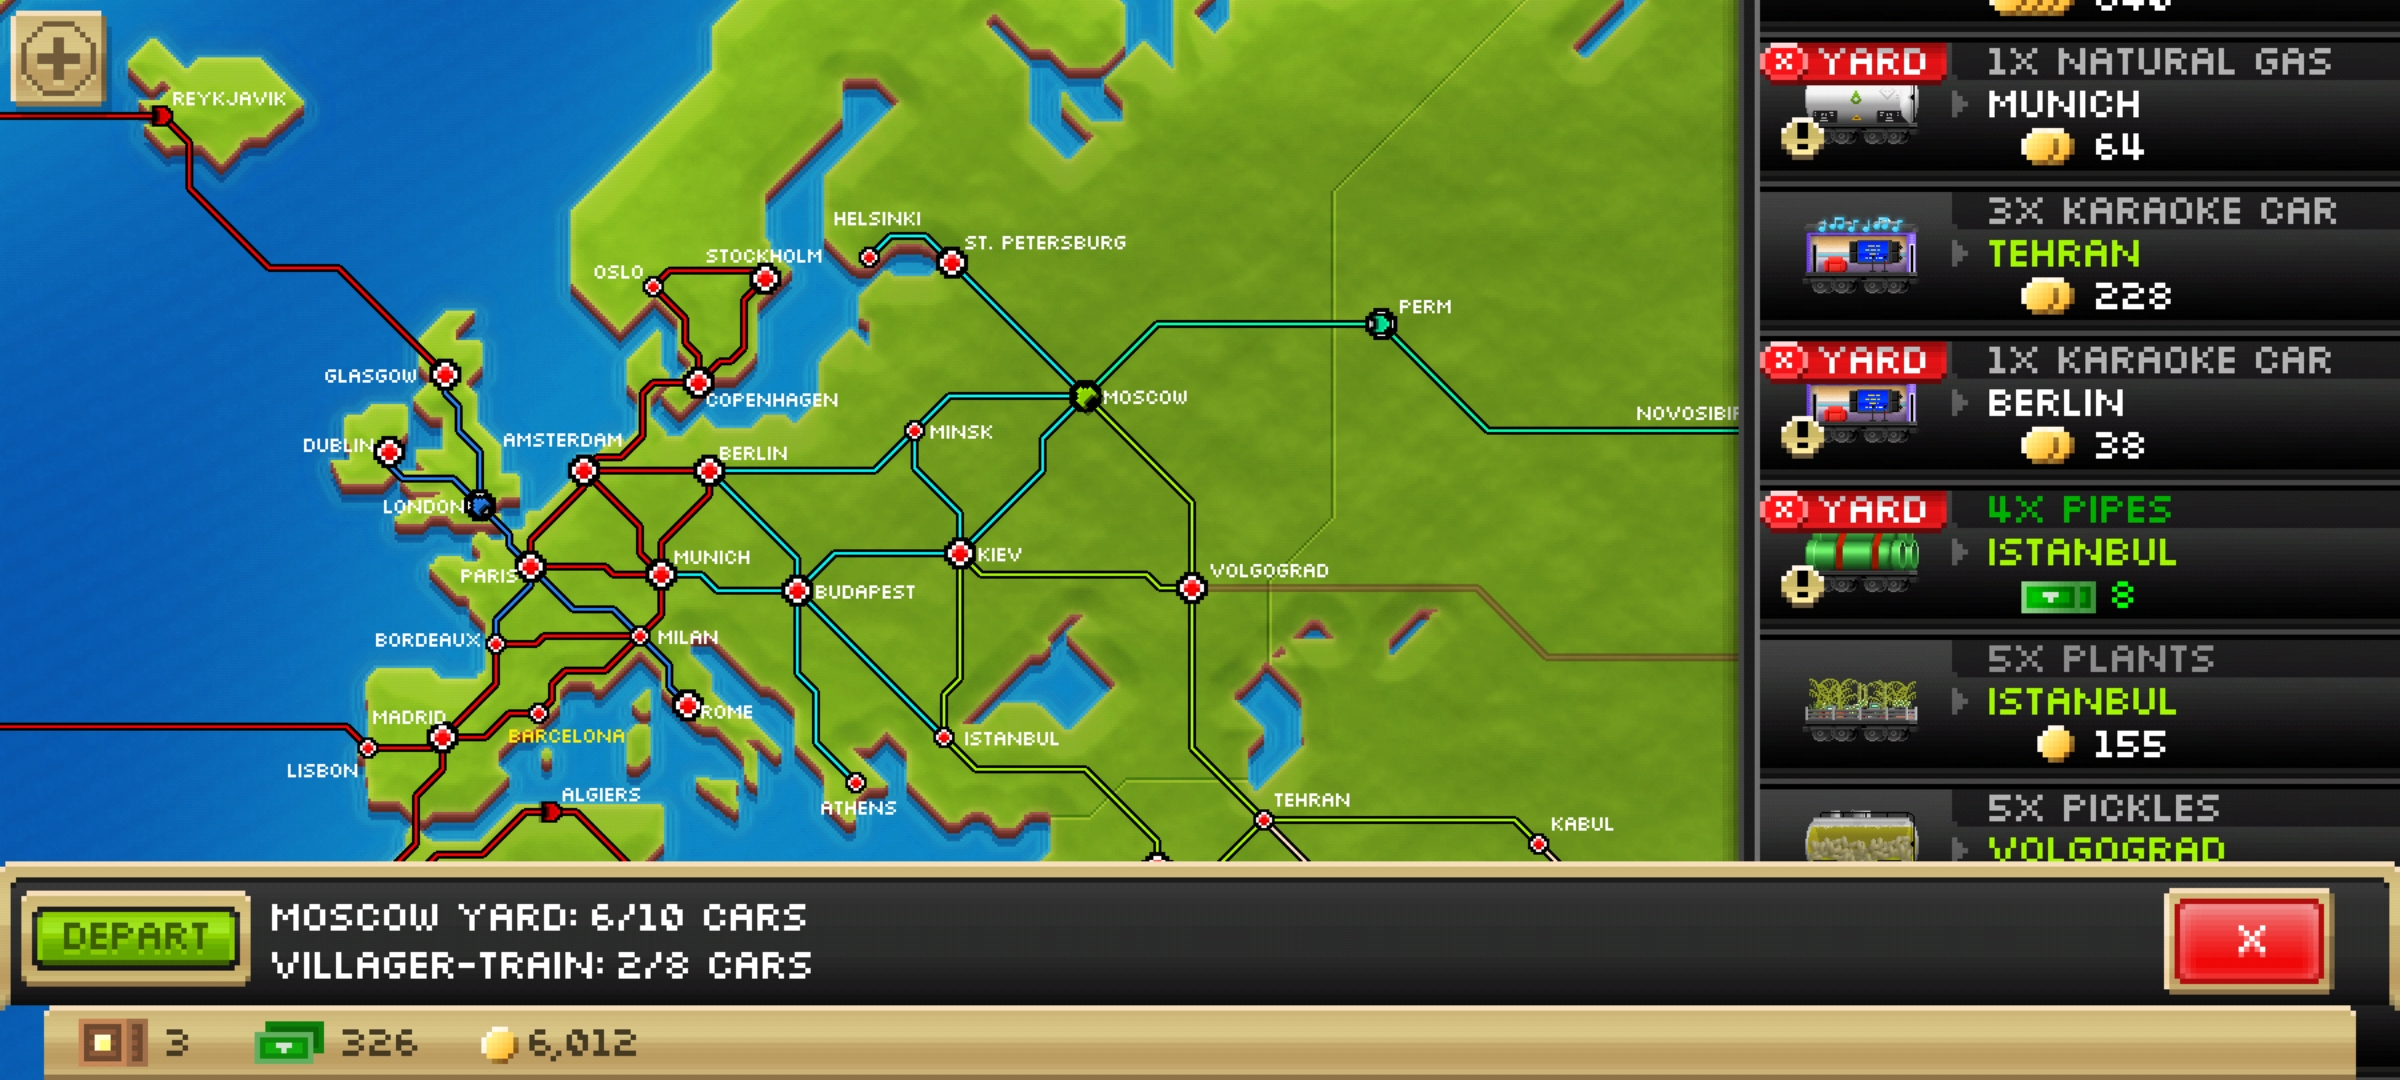 REYKJAVIK
HELSINKI
ST. PETERSBURG
STOCKHOLM
OSLO
PERM
GLASGOW
COPENHAGEN
MOSCOW
NOVOSIBIR
DUBLIN
AMSTERDAM
BERLIN
MINSK
LONDON
PARIS
MUNICH
KIEV
VOLGOGRAD
BUDAPEST
BORDEAUX
MILAN
MADRID
ROME
BARCELONA
ISTANBUL
LISBON
ALGIERS
ATHENS
TEHRAN
KABUL
YARD
1X NATURAL GAS
MUNICH
64
3X KARAOKE CAR
TEHRAN
228
YARD
1X KARAOKE CAR
BERLIN
38
YARD
4X PIPES
ISTANBUL
8
5X PLANTS
ISTANBUL
155
5X PICKLES
VOLGOGRAD
DEPART
MOSCOW YARD: 6/10 CARS
VILLAGER-TRAIN: 2/8 CARS
X
3
326
6,012